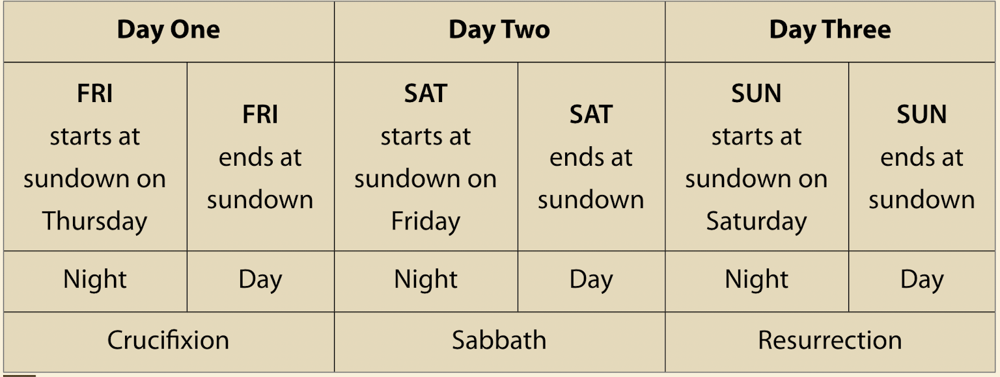 Day One
Day Two
Day Three
FRI
starts at
sundown on
Thursday
FRI
ends at
sundown
SAT
starts at
sundown on
Friday
SAT
ends at
sundown
SUN
starts at
sundown on
Saturday
SUN
ends at
sundown
Night
Day
Night
Day
Night
Day
Crucifixion
Sabbath
Resurrection